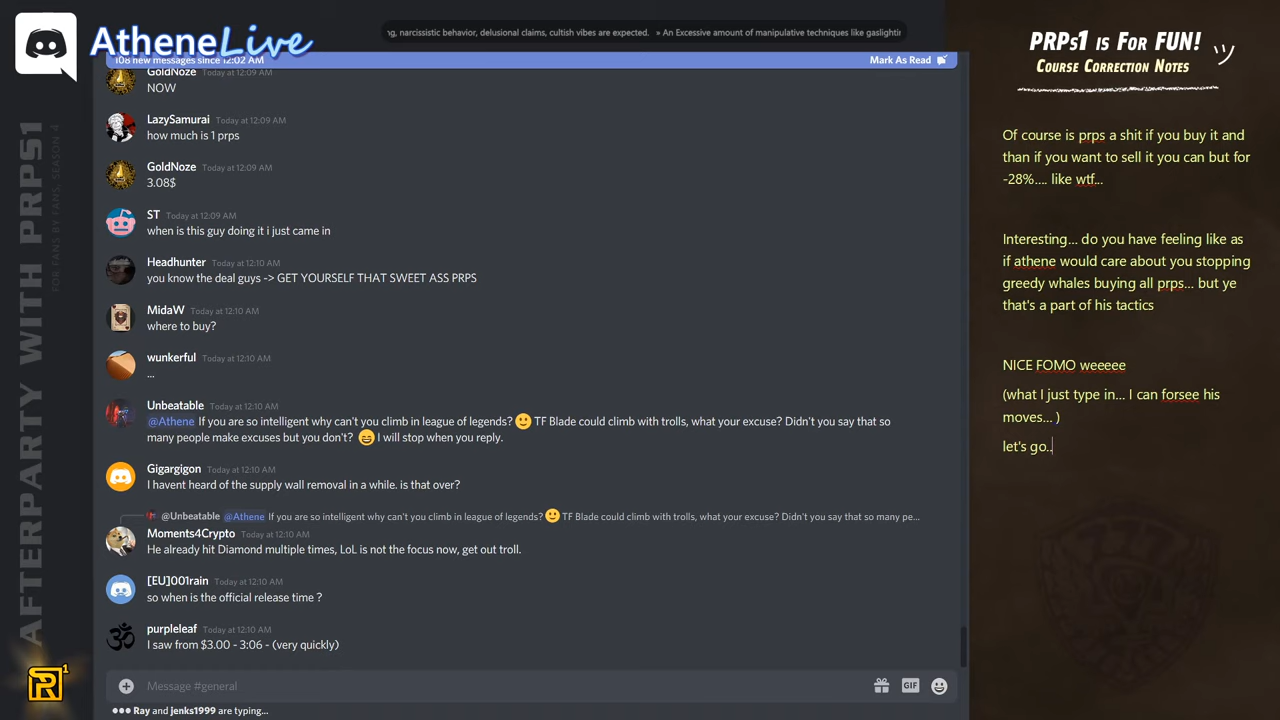 AtheneLive
ng, narcissistic behavior, delusional claims, cultish vibes are expected.   » An Excessive amount of manipulative techniques like gaslightin
108 new messages since 12:02 AM
Mark As Read
GoldNoze Today at 12:09 AM
NOW
LazySamurai Today at 12:09 AM
how much is 1 prps
GoldNoze Today at 12:09 AM
3.08$
ST Today at 12:09 AM
when is this guy doing it i just came in
Headhunter Today at 12:10 AM
you know the deal guys -> GET YOURSELF THAT SWEET ASS PRPS
MidaW Today at 12:10 AM
where to buy?
wunkerful Today at 12:10 AM
...
Unbeatable Today at 12:10 AM
@Athene If you are so intelligent why can't you climb in league of legends? 🙂 TF Blade could climb with trolls, what your excuse? Didn't you say that so
many people make excuses but you don't? 😄 I will stop when you reply.
Gigargigon Today at 12:10 AM
I havent heard of the supply wall removal in a while. is that over?
@Unbeatable @Athene If you are so intelligent why can't you climb in league of legends? 🙂 TF Blade could climb with trolls, what your excuse? Didn't you say that so many pe...
Moments4Crypto Today at 12:10 AM
He already hit Diamond multiple times, LoL is not the focus now, get out troll.
[EU]001rain Today at 12:10 AM
so when is the official release time ?
purpleleaf Today at 12:10 AM
I saw from $3.00 - 3:06 - (very quickly)
Message #general
GIF
Ray and jenks1999 are typing...
AFTERPARTY WITH PRPS1
FOR FANS BY FANS, SEASON 4
R1
PRPs1 is For FUN! ツ
Course Correction Notes
Of course is prps a shit if you buy it and
than if you want to sell it you can but for
-28%.... like wtf...
Interesting... do you have feeling like as
if athene would care about you stopping
greedy whales buying all prps... but ye
that's a part of his tactics
NICE FOMO weeeee
(what I just type in... I can forsee his
moves... )
let's go..